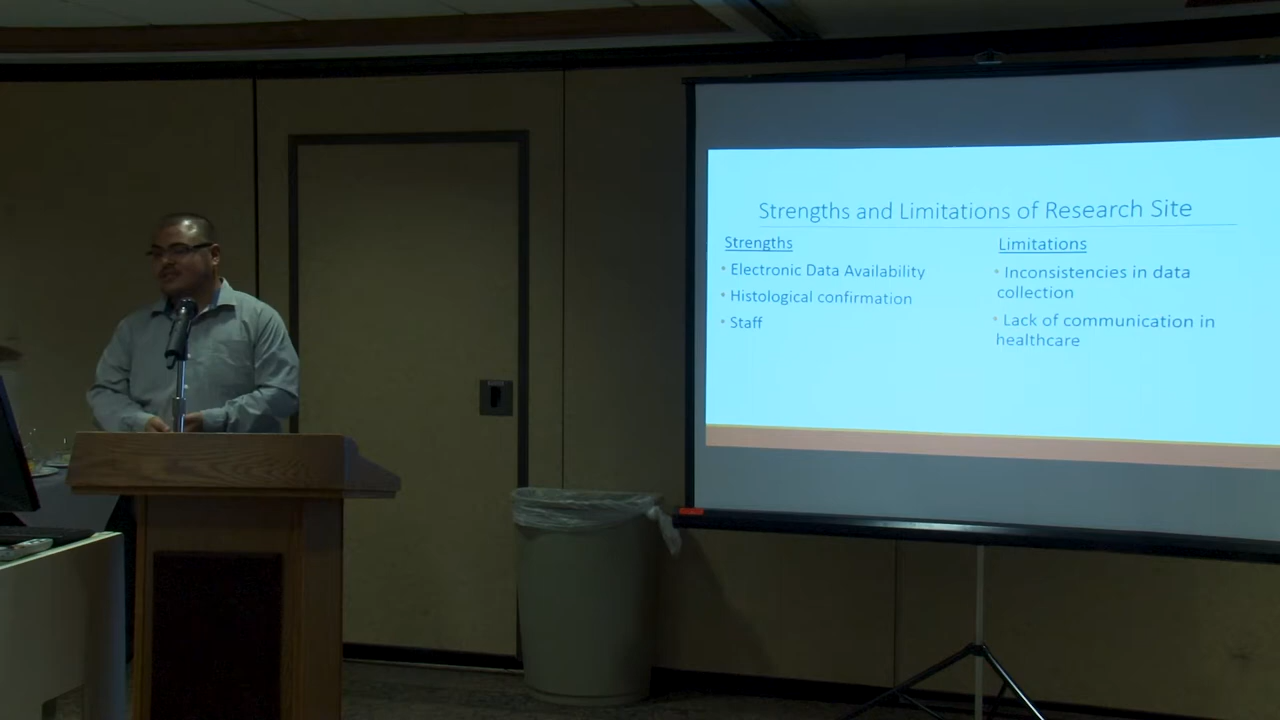 Strengths and Limitations of Research Site
Strengths
• Electronic Data Availability
• Histological confirmation
• Staff
Limitations
• Inconsistencies in data
collection
• Lack of communication in
healthcare